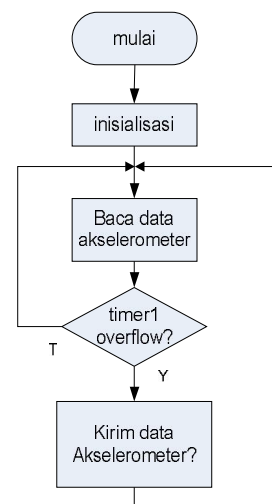 mulai
inisialisasi
Baca data
akselerometer
timer1
overflow?
T
Y
Kirim data
Akselerometer?